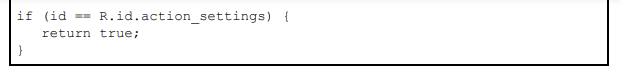 if (id == R.id.action_settings) {
   return true;
}